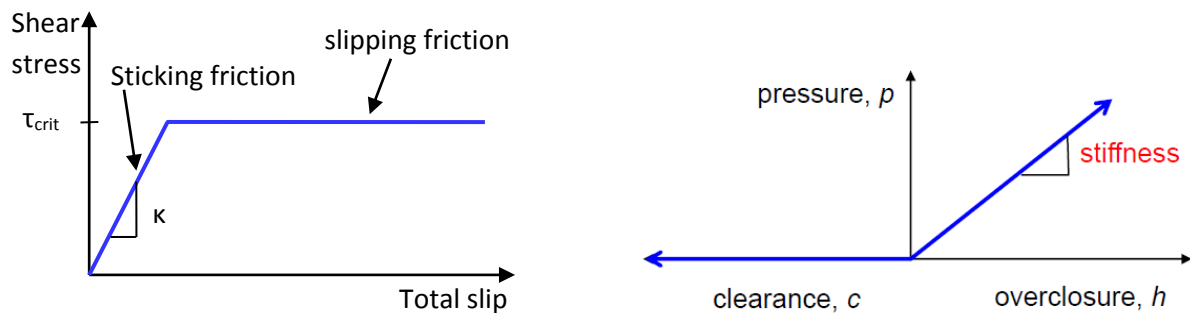 Shear
stress
slipping friction
Sticking friction
τcrit
κ
Total slip
pressure, p
stiffness
clearance, c
overclosure, h